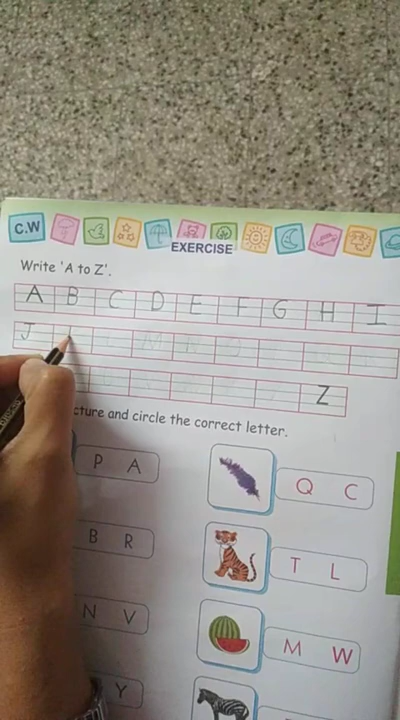 C.W
EXERCISE
Write 'A to Z'.
A B C D E F G H I
J
Z
cture and circle the correct letter.
P A
Q C
B R
T L
N V
M W
Y